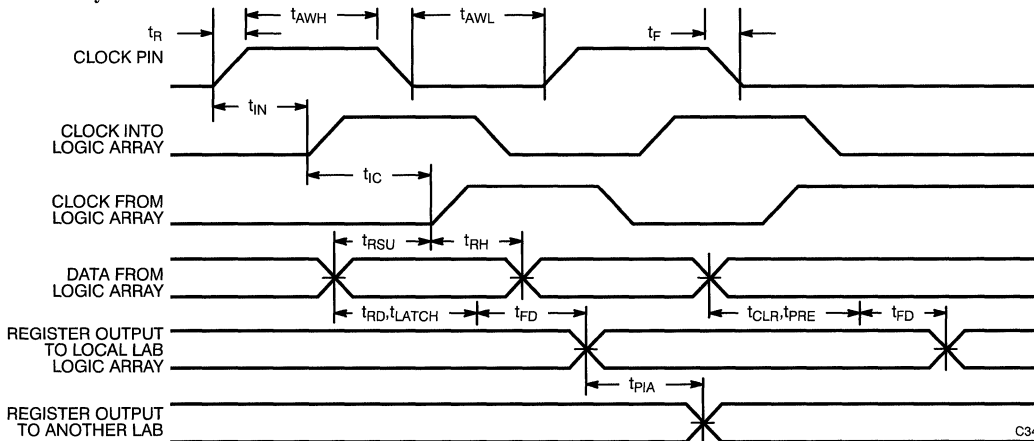 tAWH
tAWL
tR
tF
CLOCK PIN
tIN
CLOCK INTO
LOGIC ARRAY
tIC
CLOCK FROM
LOGIC ARRAY
tRSU
tRH
DATA FROM
LOGIC ARRAY
tRD,tLATCH
tFD
tCLR,tPRE
tFD
REGISTER OUTPUT
TO LOCAL LAB
LOGIC ARRAY
tPIA
REGISTER OUTPUT
TO ANOTHER LAB
C34